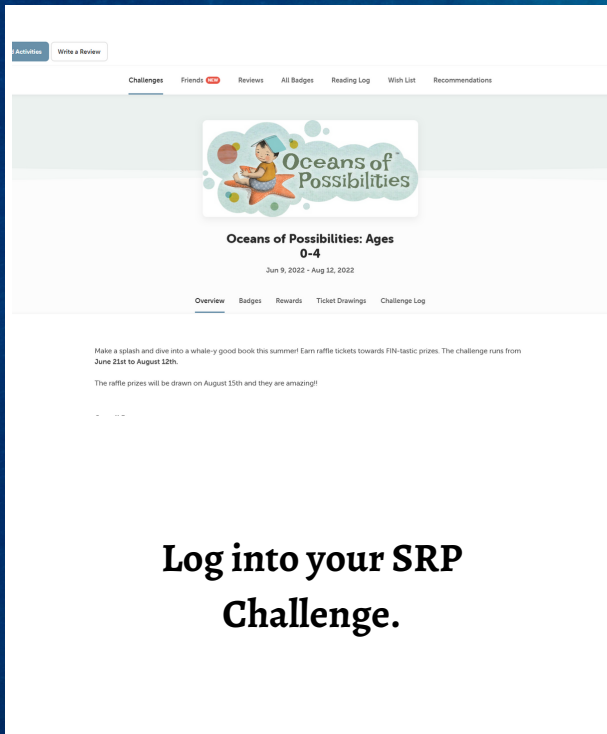 Activities
Write a Review
Challenges
Friends NEW
Reviews
All Badges
Reading Log
Wish List
Recommendations
Oceans of
Possibilities
Oceans of Possibilities: Ages
0-4
Jun 9, 2022 - Aug 12, 2022
Overview
Badges
Rewards
Ticket Drawings
Challenge Log
Make a splash and dive into a whale-y good book this summer! Earn raffle tickets towards FIN-tastic prizes. The challenge runs from
June 21st to August 12th.
The raffle prizes will be drawn on August 15th and they are amazing!!
Log into your SRP
Challenge.